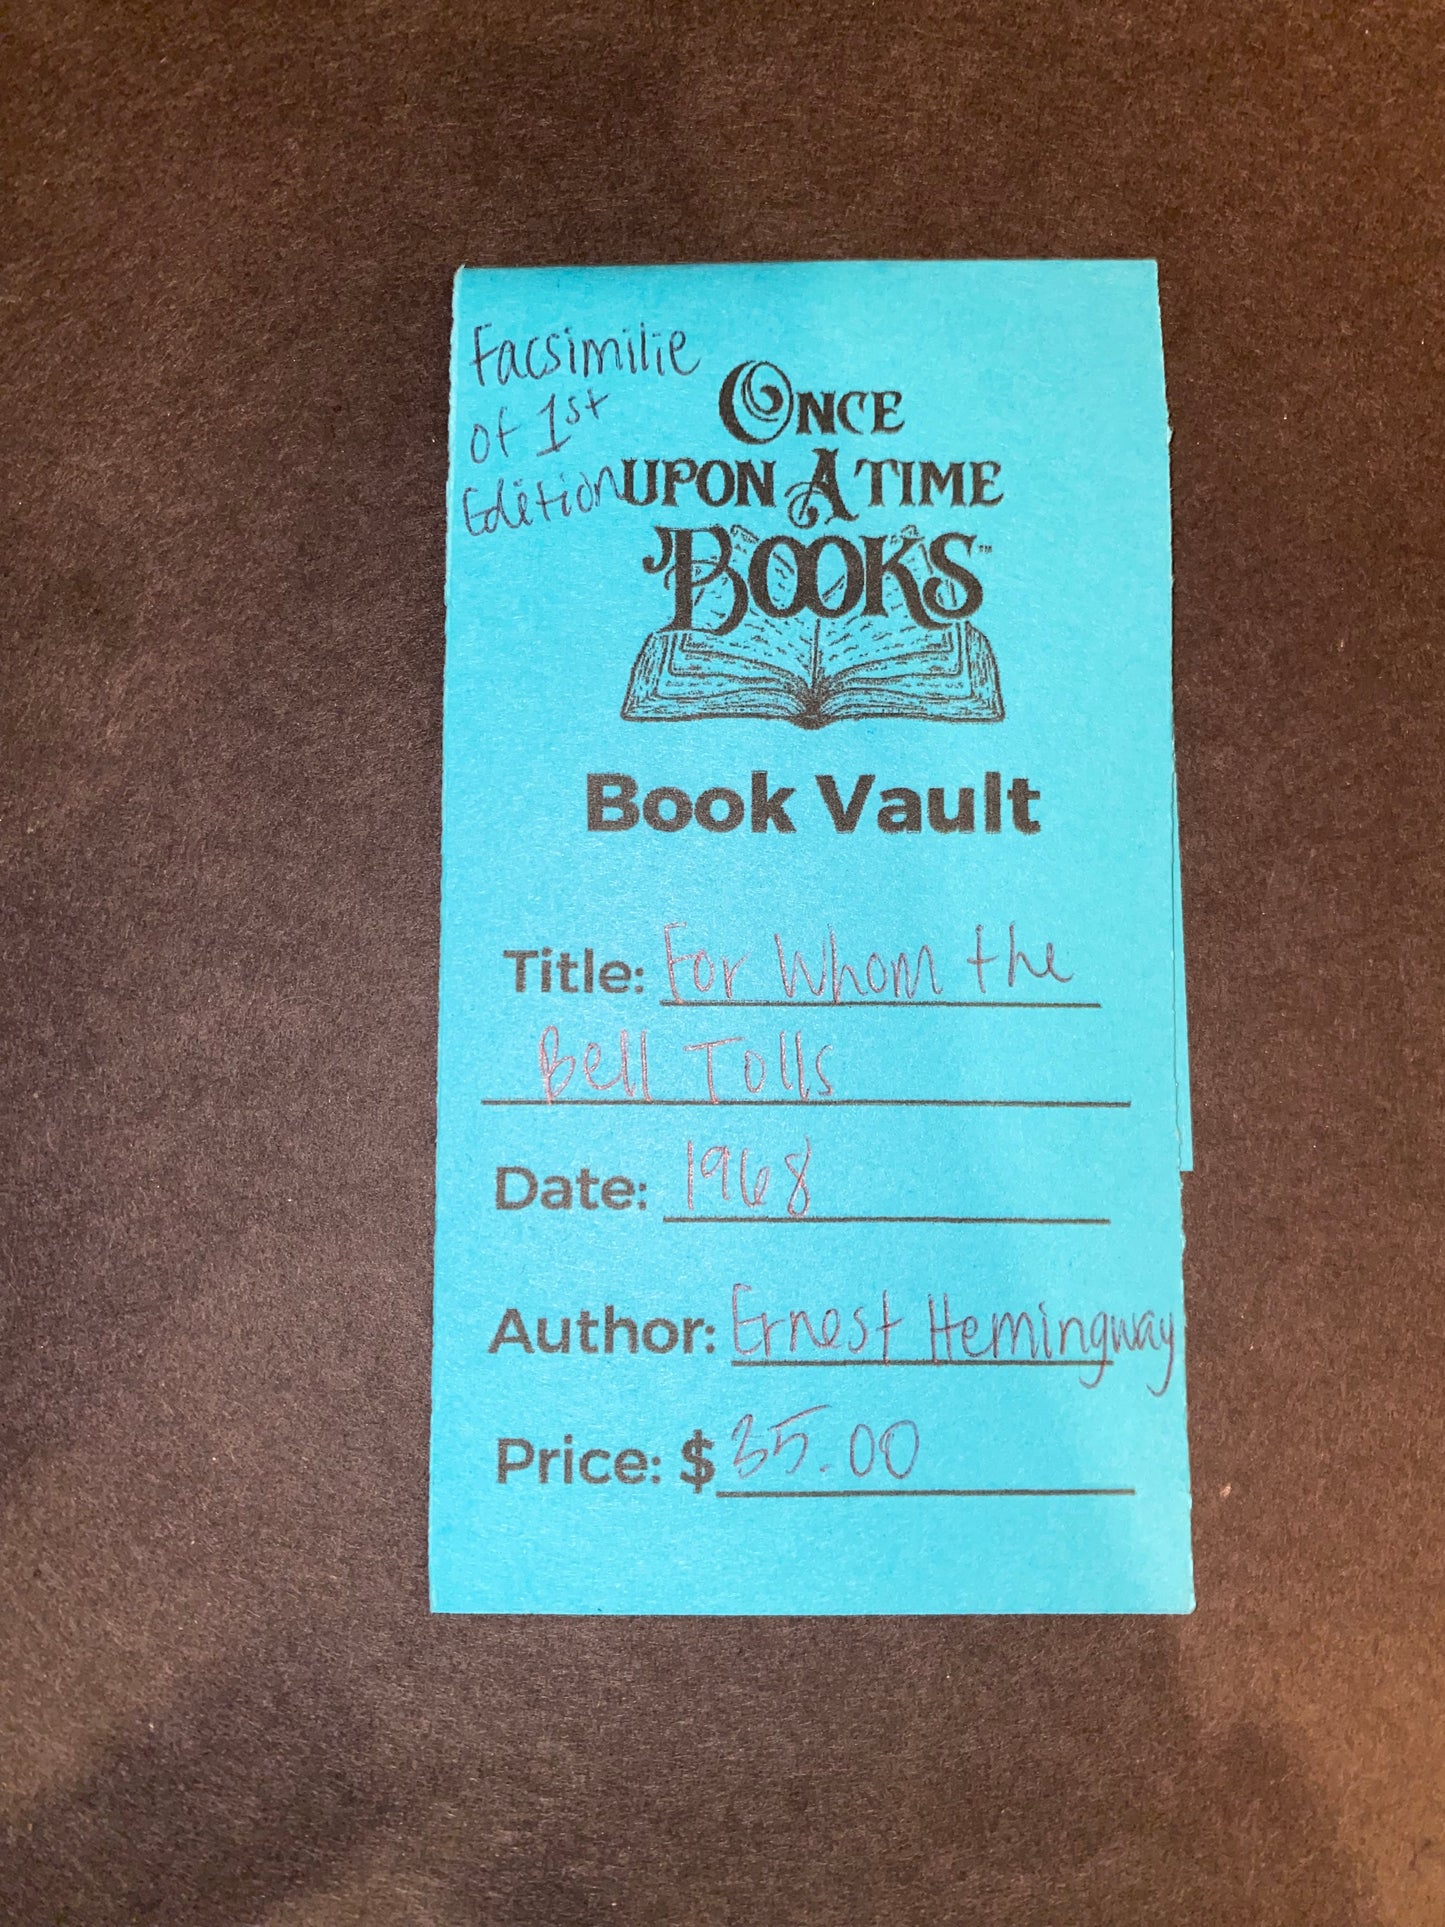 Facsimilie
of 1st
Edition
ONCE
UPON A TIME
BOOKS™
Book Vault
Title: For Whom the
Bell Tolls
Date: 1968
Author: Ernest Hemingway
Price: $35.00